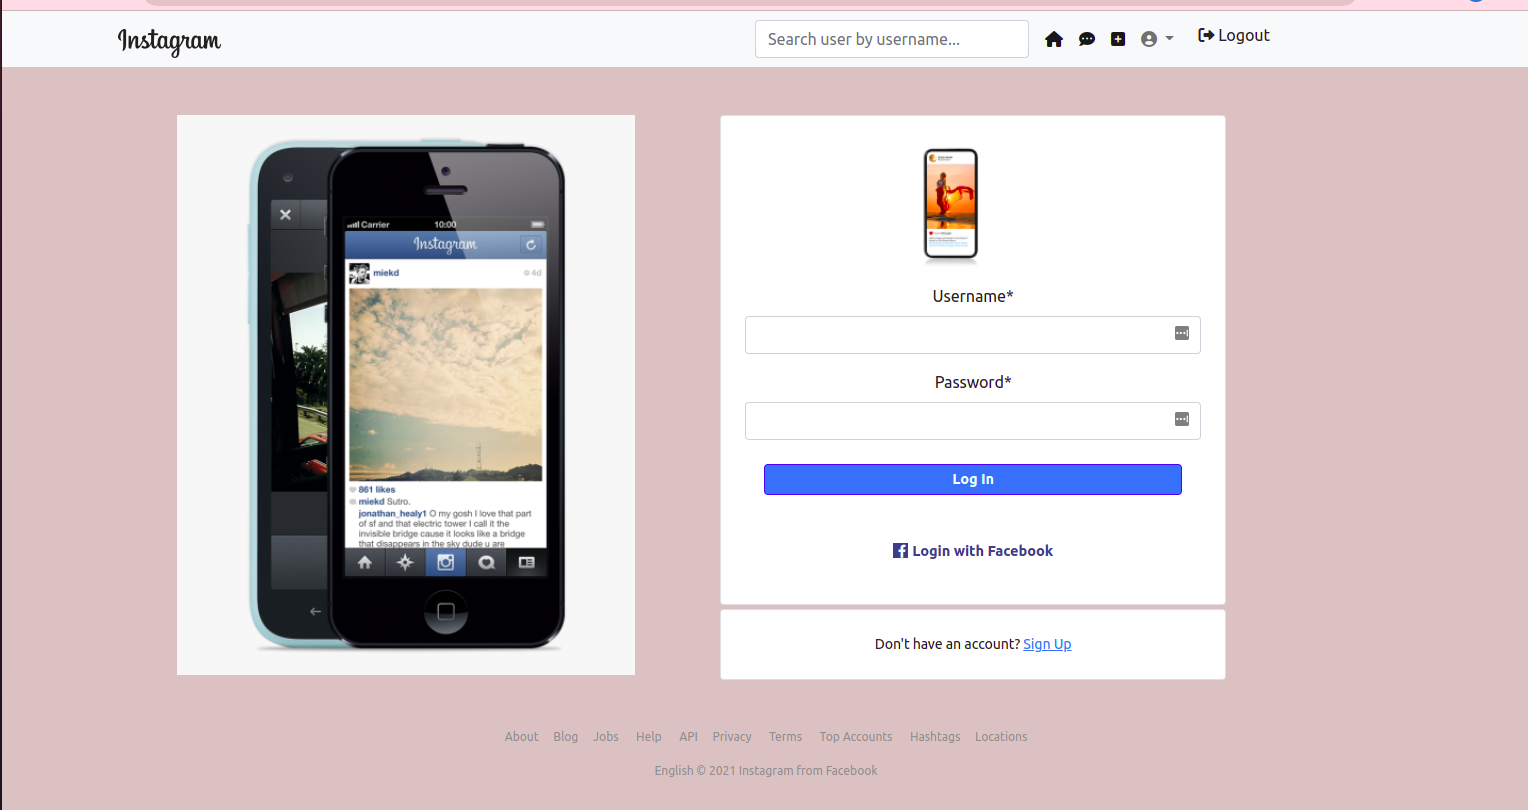 Instagram
Search user by username...
Logout
Carrier 10:00
Instagram
miekd 4d
861 likes
miekd Sutro.
jonathan_healy1 O my gosh I love that part
of sf and that electric tower I call it the
invisible bridge cause it looks like a bridge
that disappears in the sky dude u are
Username*
Password*
Log In
Login with Facebook
Don't have an account? Sign Up
About Blog Jobs Help API Privacy Terms Top Accounts Hashtags Locations
English © 2021 Instagram from Facebook